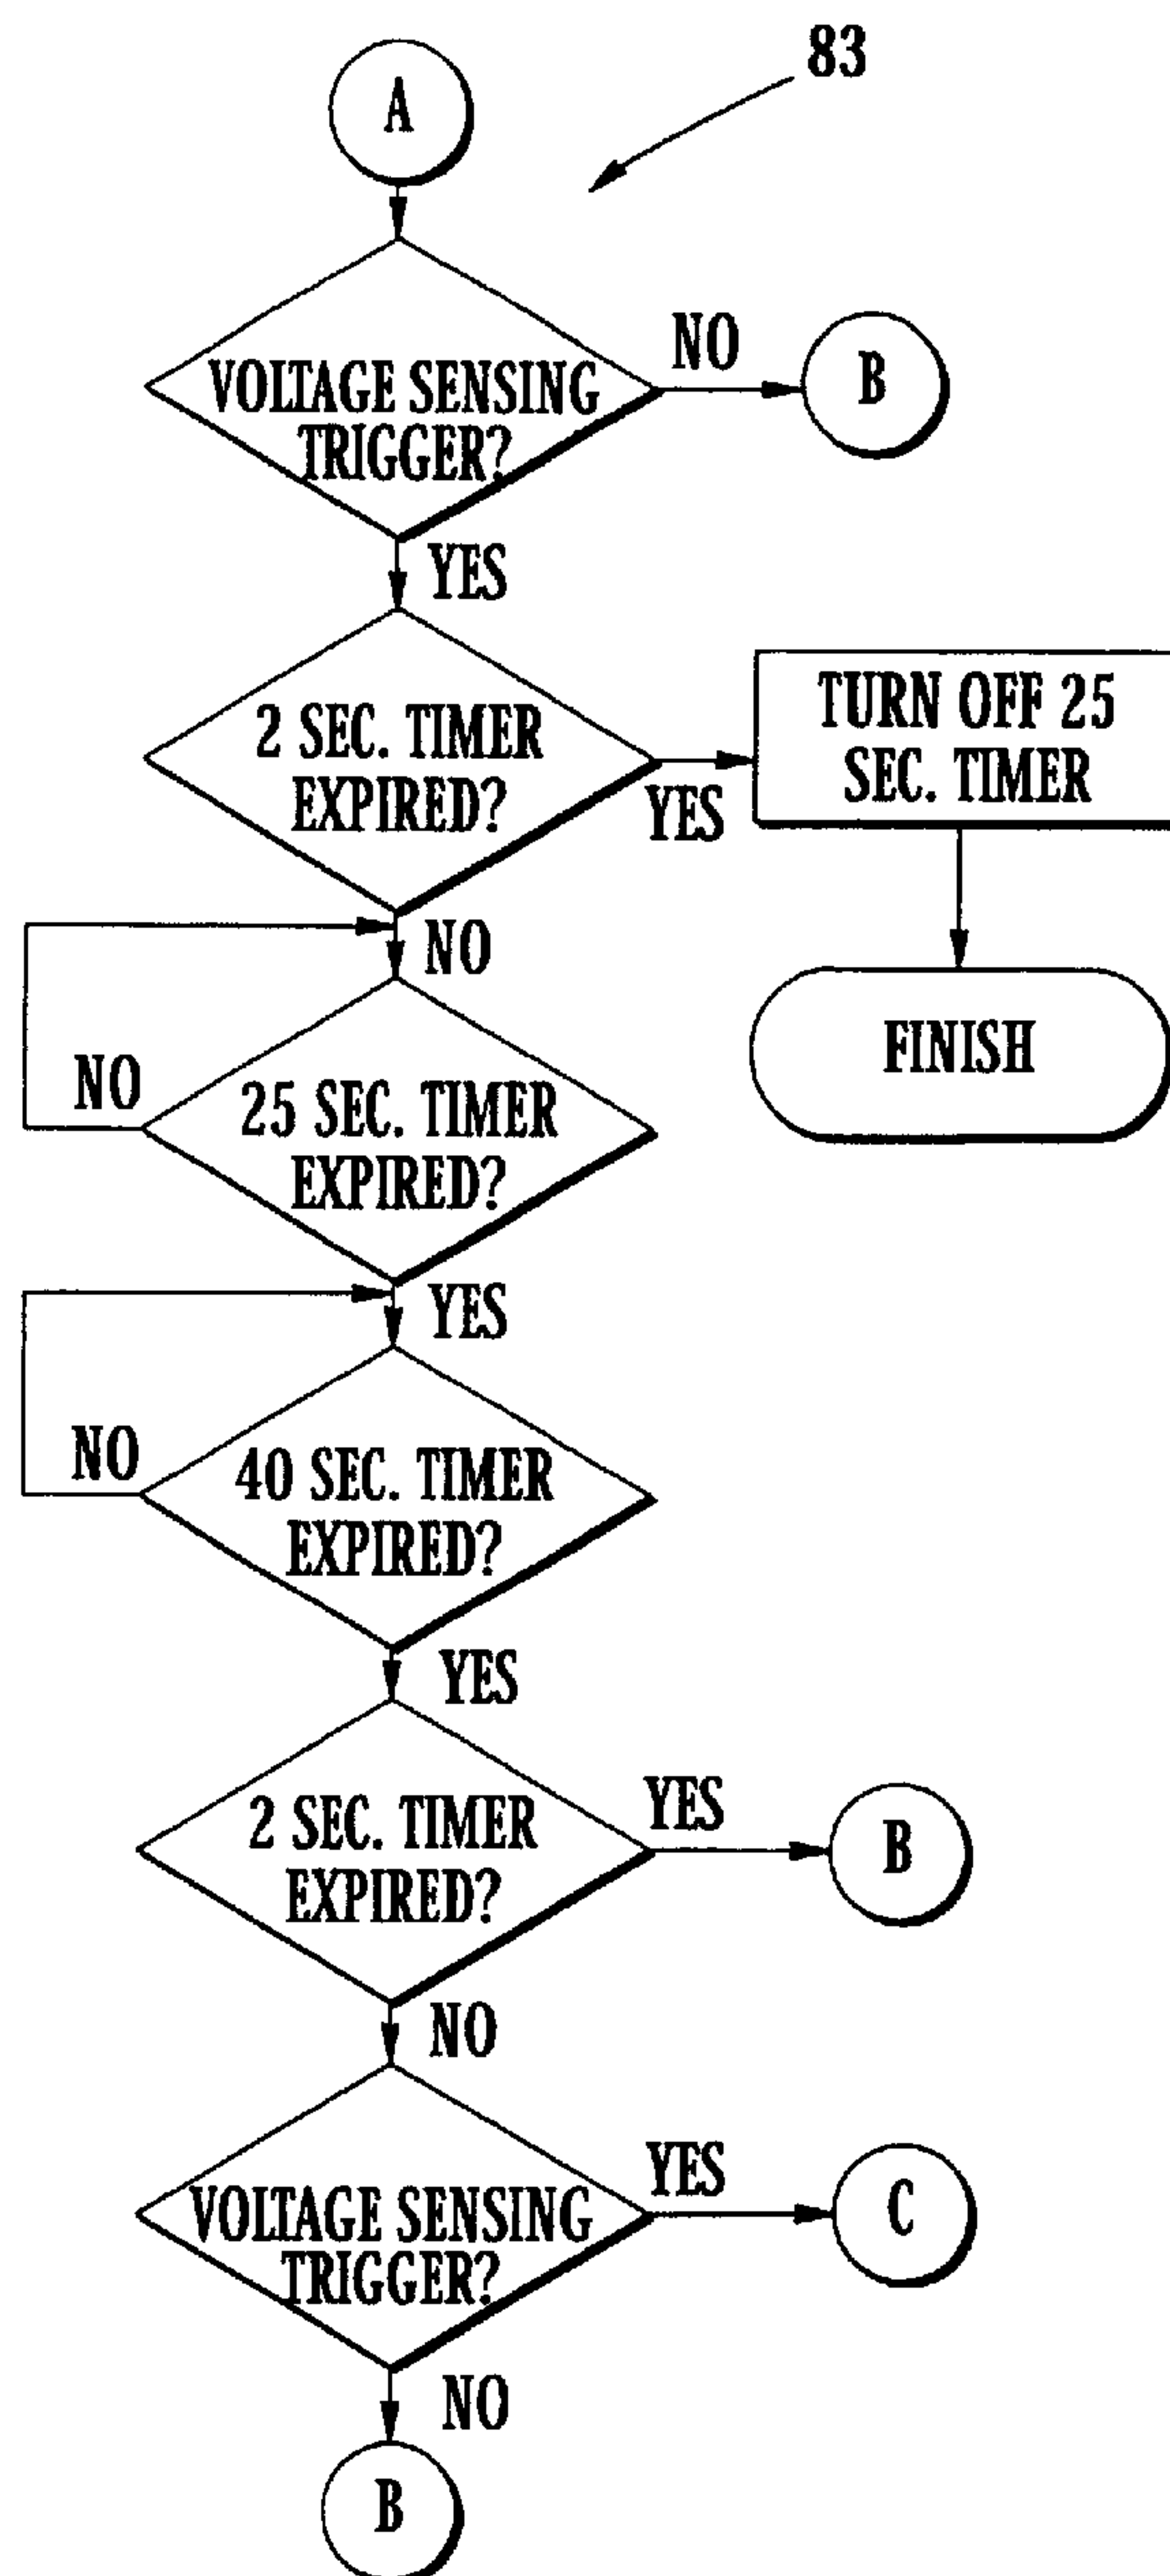 83
A
VOLTAGE SENSING
TRIGGER?
NO
B
YES
2 SEC. TIMER
EXPIRED?
YES
TURN OFF 25
SEC. TIMER
NO
FINISH
NO
25 SEC. TIMER
EXPIRED?
YES
NO
40 SEC. TIMER
EXPIRED?
YES
2 SEC. TIMER
EXPIRED?
YES
B
NO
VOLTAGE SENSING
TRIGGER?
YES
C
NO
B